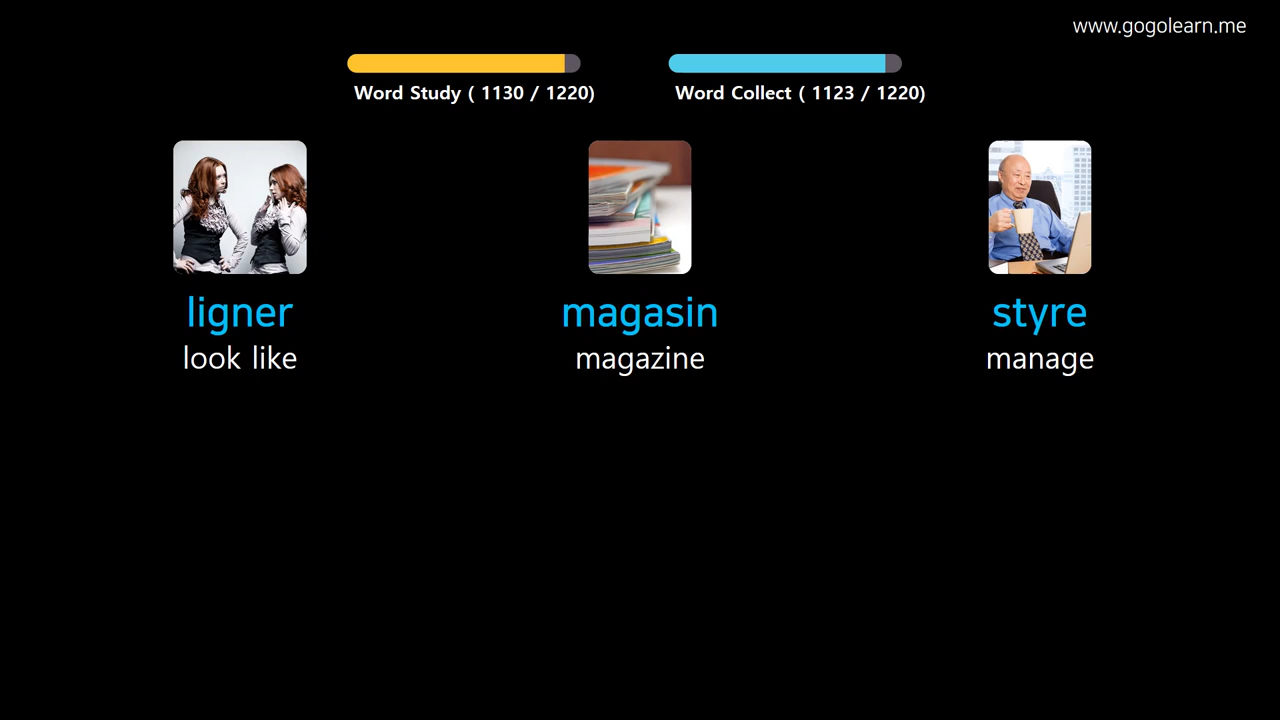 www.gogolearn.me
Word Study ( 1130 / 1220)
Word Collect ( 1123 / 1220)
ligner
magasin
styre
look like
magazine
manage